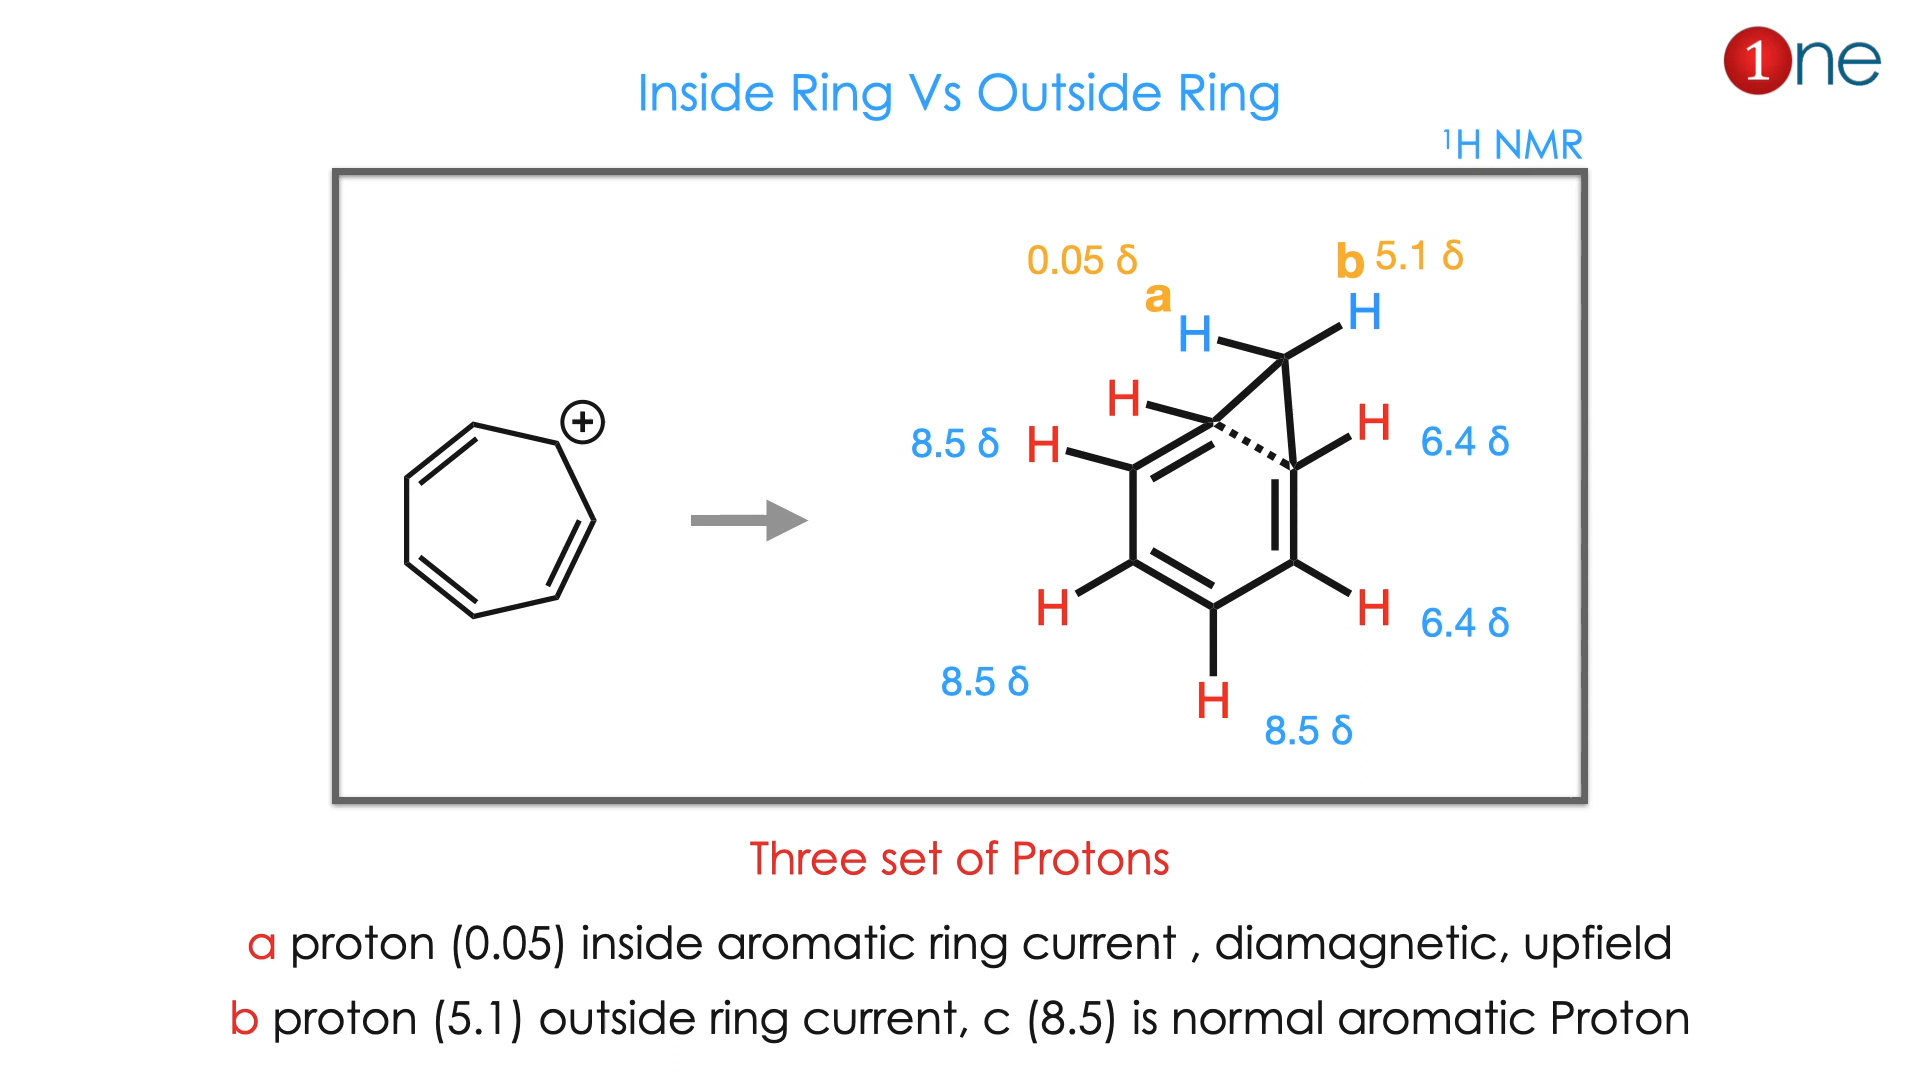 1ne
Inside Ring Vs Outside Ring
¹H NMR
0.05 δ
b 5.1 δ
a
H
H
H
H
8.5 δ H
6.4 δ
+
H
H
6.4 δ
8.5 δ
H
8.5 δ
Three set of Protons
a proton (0.05) inside aromatic ring current , diamagnetic, upfield
b proton (5.1) outside ring current, c (8.5) is normal aromatic Proton